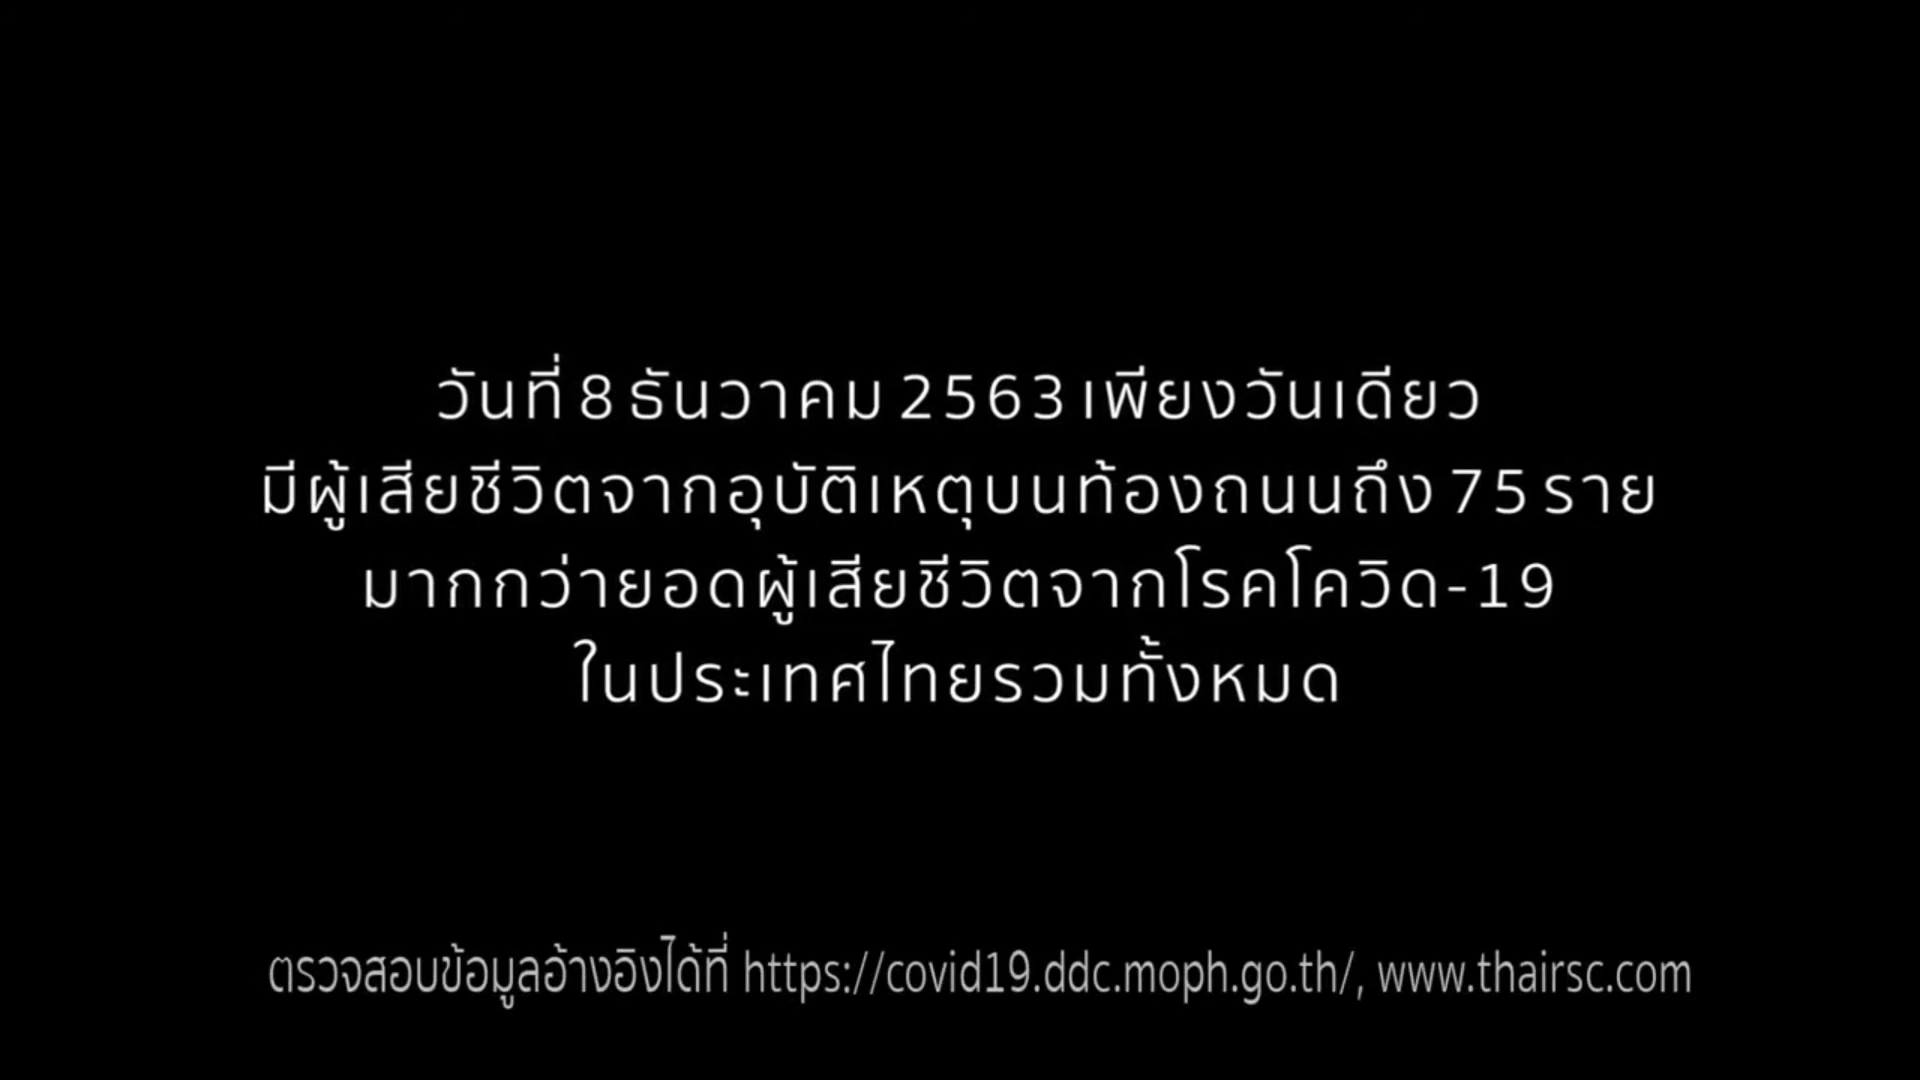 วันที่ 8 ธันวาคม 2563 เพียงวันเดียว
มีผู้เสียชีวิตจากอุบัติเหตุบนท้องถนนถึง 75 ราย
มากกว่ายอดผู้เสียชีวิตจากโรคโควิด-19
ในประเทศไทยรวมทั้งหมด
ตรวจสอบข้อมูลอ้างอิงได้ที่ https://covid19.ddc.moph.go.th/, www.thairsc.com